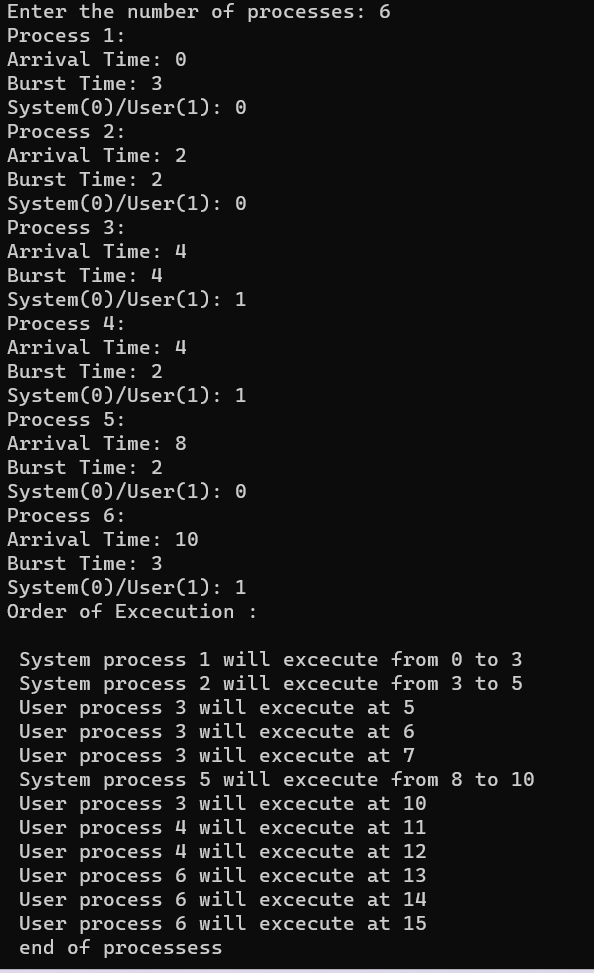 Enter the number of processes: 6
Process 1:
Arrival Time: 0
Burst Time: 3
System(0)/User(1): 0
Process 2:
Arrival Time: 2
Burst Time: 2
System(0)/User(1): 0
Process 3:
Arrival Time: 4
Burst Time: 4
System(0)/User(1): 1
Process 4:
Arrival Time: 4
Burst Time: 2
System(0)/User(1): 1
Process 5:
Arrival Time: 8
Burst Time: 2
System(0)/User(1): 0
Process 6:
Arrival Time: 10
Burst Time: 3
System(0)/User(1): 1
Order of Excecution :

System process 1 will excecute from 0 to 3
System process 2 will excecute from 3 to 5
User process 3 will excecute at 5
User process 3 will excecute at 6
User process 3 will excecute at 7
System process 5 will excecute from 8 to 10
User process 3 will excecute at 10
User process 4 will excecute at 11
User process 4 will excecute at 12
User process 6 will excecute at 13
User process 6 will excecute at 14
User process 6 will excecute at 15
end of processess